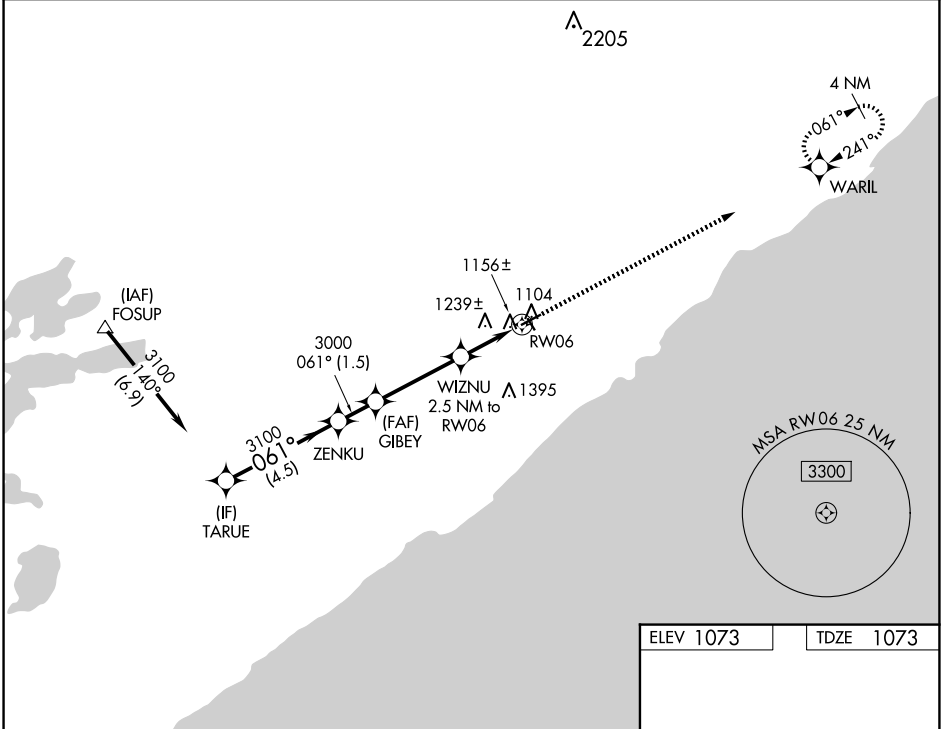 2205
4 NM
061°
241°
WARIL
1156±
1104
1239±
RW06
(IAF)
FOSUP
3100
140°
(6.9)
3000
061° (1.5)
WIZNU
2.5 NM to
RW06
1395
(FAF)
GIBEY
ZENKU
3100
061°
(4.5)
(IF)
TARUE
MSA RW06 25 NM
3300
ELEV 1073
TDZE 1073